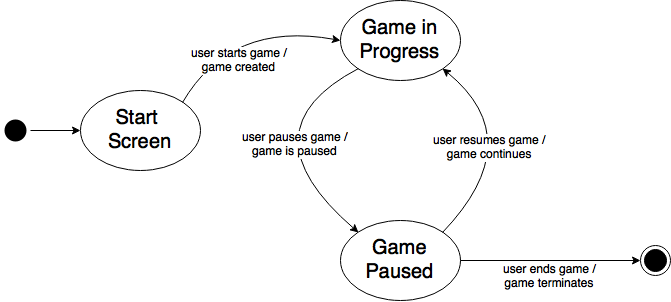 Game in
Progress
user starts game /
game created
Start
Screen
user pauses game /
game is paused
user resumes game /
game continues
Game
Paused
user ends game /
game terminates